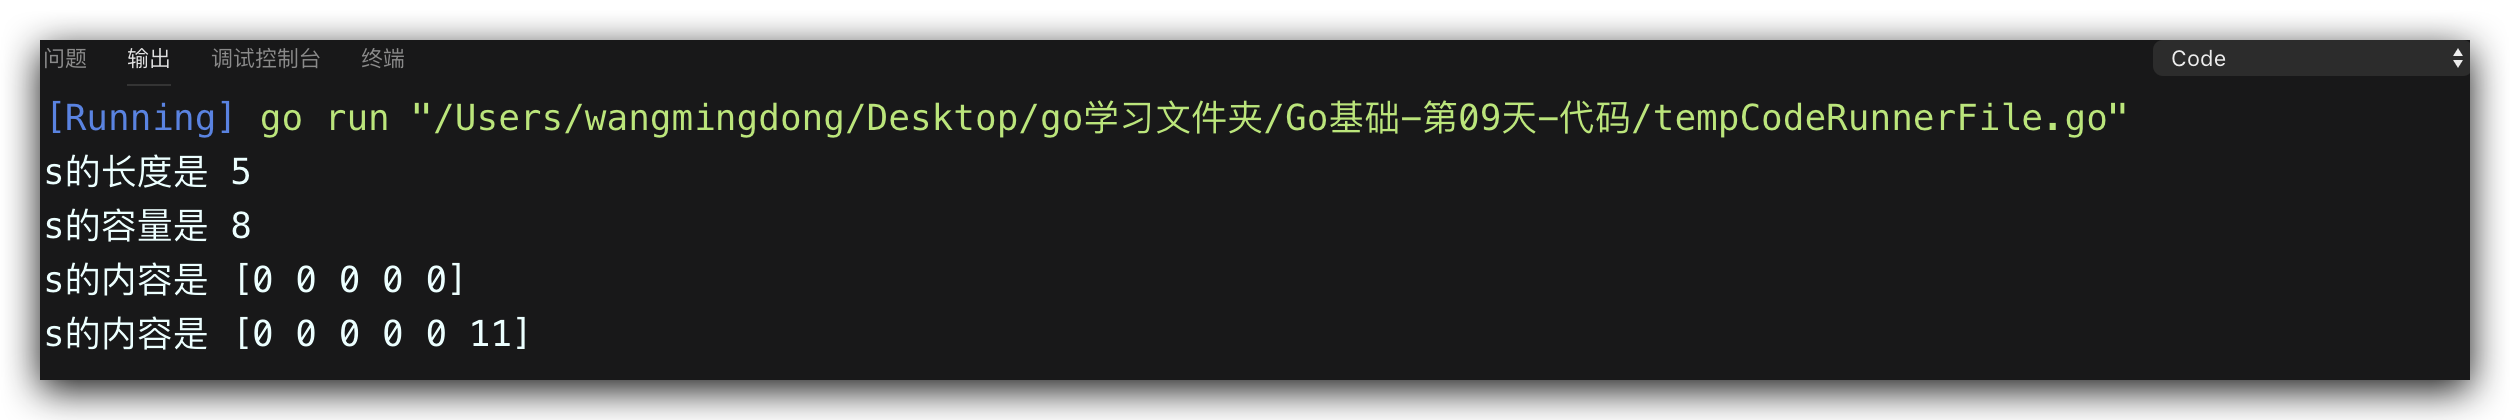 问题 输出 调试控制台 终端 Code
[Running] go run "/Users/wangmingdong/Desktop/go学习文件夹/Go基础-第09天-代码/tempCodeRunnerFile.go"
s的长度是 5
s的容量是 8
s的内容是 [0 0 0 0 0]
s的内容是 [0 0 0 0 0 11]